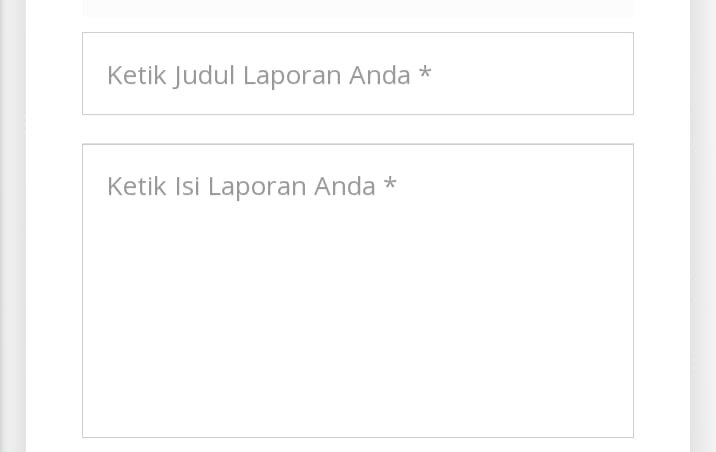 Ketik Judul Laporan Anda *
Ketik Isi Laporan Anda *